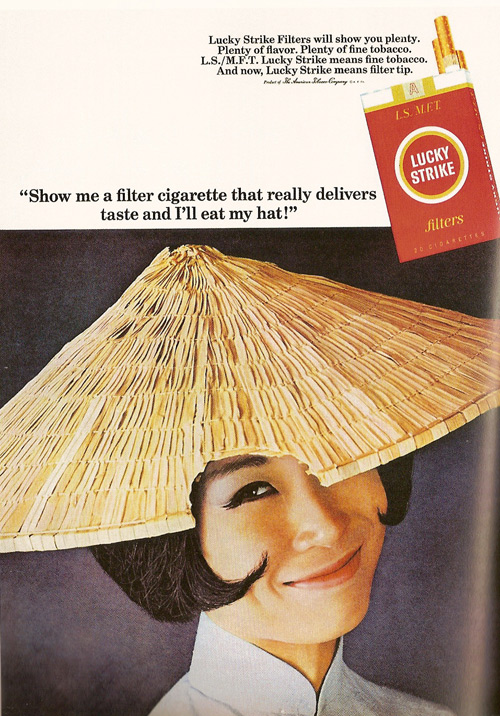 Lucky Strike Filters will show you plenty.
Plenty of flavor. Plenty of fine tobacco.
L.S./M.F.T. Lucky Strike means fine tobacco.
And now, Lucky Strike means filter tip.
Product of The American Tobacco Company
L.S./M.F.T.
LUCKY
STRIKE
filters
20 CIGARETTES
“Show me a filter cigarette that really delivers
taste and I’ll eat my hat!”